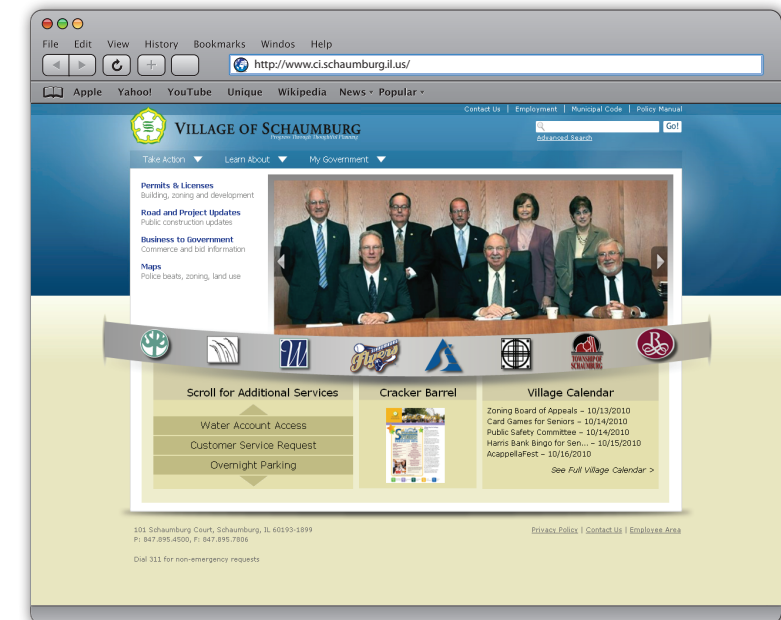 File Edit View History Bookmarks Windos Help
http://www.ci.schaumburg.il.us/
Apple Yahoo! YouTube Unique Wikipedia News Popular
Contact Us | Employment | Municipal Code | Policy Manual
VILLAGE OF SCHAUMBURG
Progress Through Thoughtful Planning
Go!
Advanced Search
Take Action Learn About My Government
Permits & Licenses
Building, zoning and development
Road and Project Updates
Public construction updates
Business to Government
Commerce and bid information
Maps
Police beats, zoning, land use
Flyers
TOWNSHIP OF
SCHAUMBURG
Scroll for Additional Services
Water Account Access
Customer Service Request
Overnight Parking
Cracker Barrel
Village Calendar
Zoning Board of Appeals – 10/13/2010
Card Games for Seniors – 10/14/2010
Public Safety Committee – 10/14/2010
Harris Bank Bingo for Sen... – 10/15/2010
AcappellaFest – 10/16/2010
See Full Village Calendar >
101 Schaumburg Court, Schaumburg, IL 60193-1899
P: 847.895.4500, F: 847.895.7806
Dial 311 for non-emergency requests
Privacy Policy | Contact Us | Employee Area